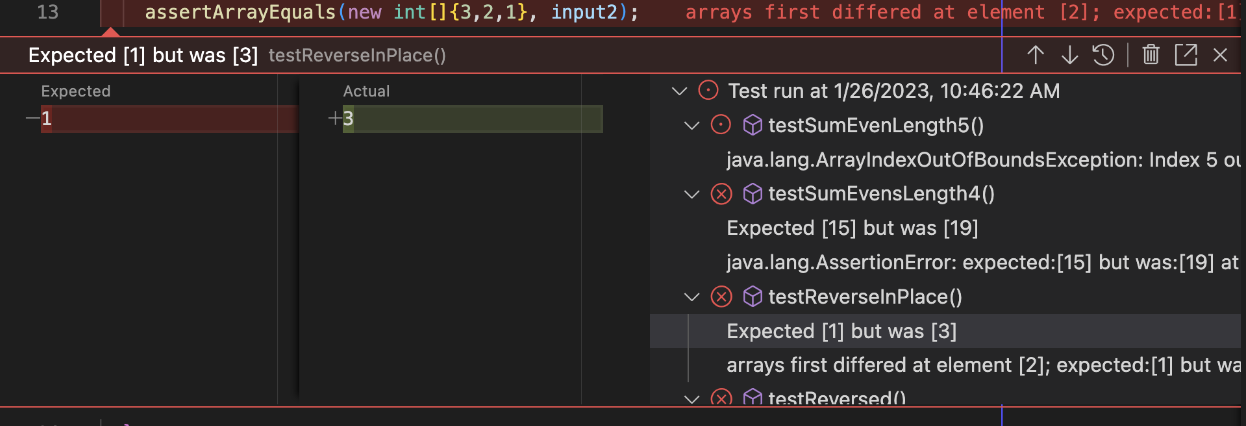 13 assertArrayEquals(new int[]{3,2,1}, input2); arrays first differed at element [2]; expected:[1
Expected [1] but was [3] testReverseInPlace()
Expected
Actual
−1
+3
Test run at 1/26/2023, 10:46:22 AM
testSumEvenLength5()
java.lang.ArrayIndexOutOfBoundsException: Index 5 ou
testSumEvensLength4()
Expected [15] but was [19]
java.lang.AssertionError: expected:[15] but was:[19] at
testReverseInPlace()
Expected [1] but was [3]
arrays first differed at element [2]; expected:[1] but wa
testReversed()